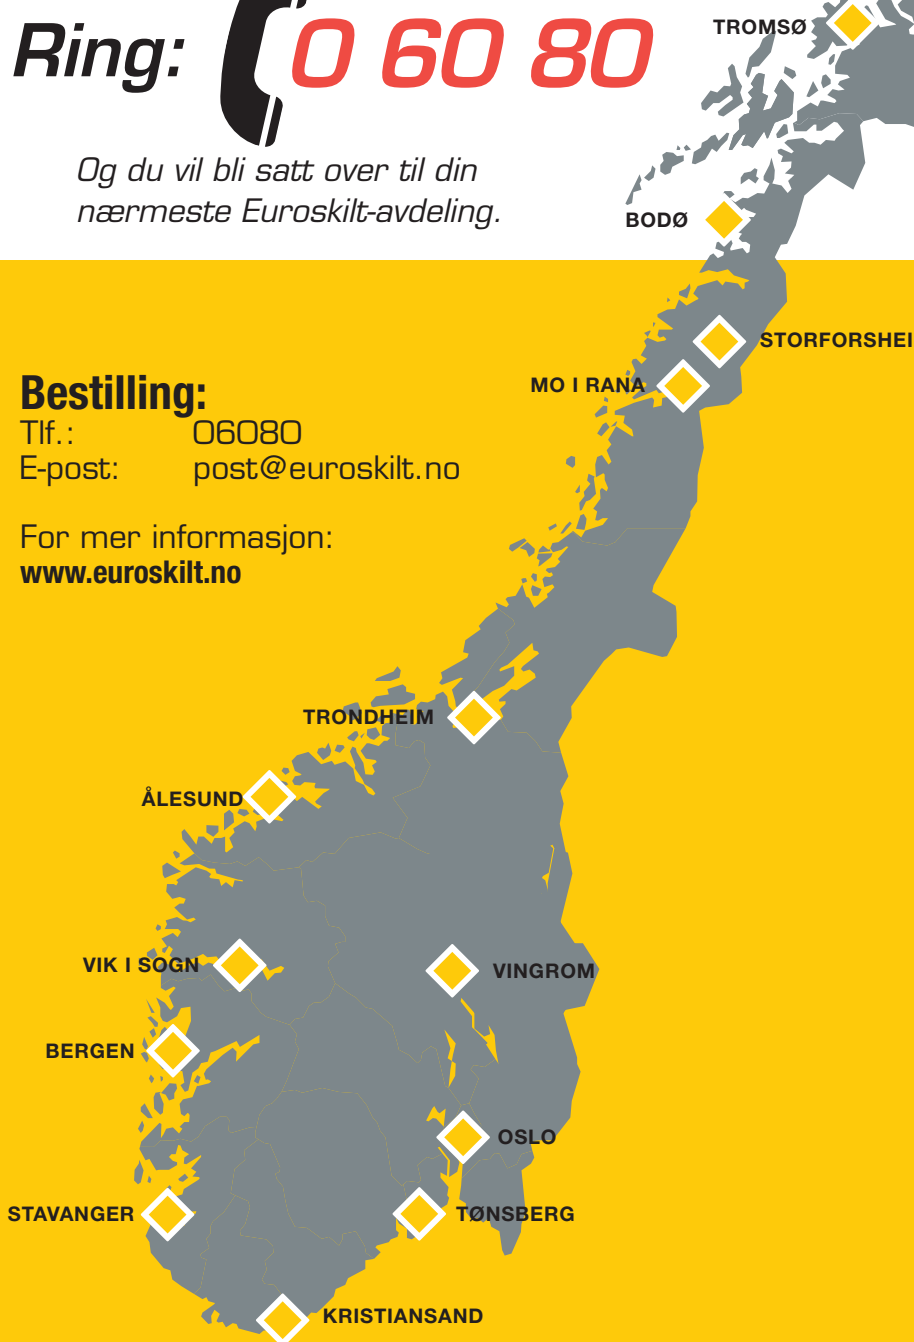 Ring: 0 60 80
Og du vil bli satt over til din
nærmeste Euroskilt-avdeling.
TROMSØ
BODØ
STORFORSHEI
MO I RANA
Bestilling:
Tlf.: 06080
E-post: post@euroskilt.no
For mer informasjon:
www.euroskilt.no
TRONDHEIM
ÅLESUND
VIK I SOGN
VINGROM
BERGEN
OSLO
STAVANGER
TØNSBERG
KRISTIANSAND